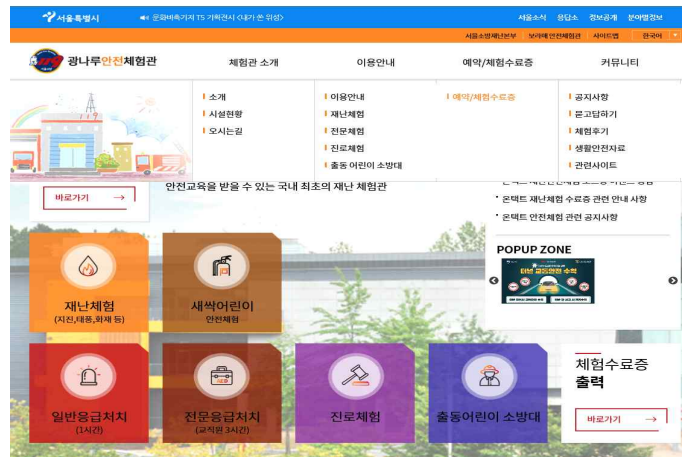 서울특별시
문화비축기지 T5 기획전시 <내가 쏜 위성>
서울소식 응답소 정보공개 분야별정보
서울소방재난본부 보라매안전체험관 사이트맵 한국어
광나루안전체험관
체험관 소개 이용안내 예약/체험수료증 커뮤니티
119
소개
시설현황
오시는길
이용안내
재난체험
전문체험
진로체험
출동 어린이 소방대
예약/체험수료증
공지사항
묻고답하기
체험후기
생활안전자료
관련사이트
바로가기 →
안전교육을 받을 수 있는 국내 최초의 재난 체험관
온택트 재난체험 수료증 관련 안내 사항
온택트 안전체험 관련 공지사항
POPUP ZONE
터널 교통안전 수칙
재난체험
(지진,태풍,화재 등)
새싹어린이
안전체험
일반응급처치
(1시간)
전문응급처치
(교직원 3시간)
진로체험
출동어린이 소방대
체험수료증
출력
바로가기 →